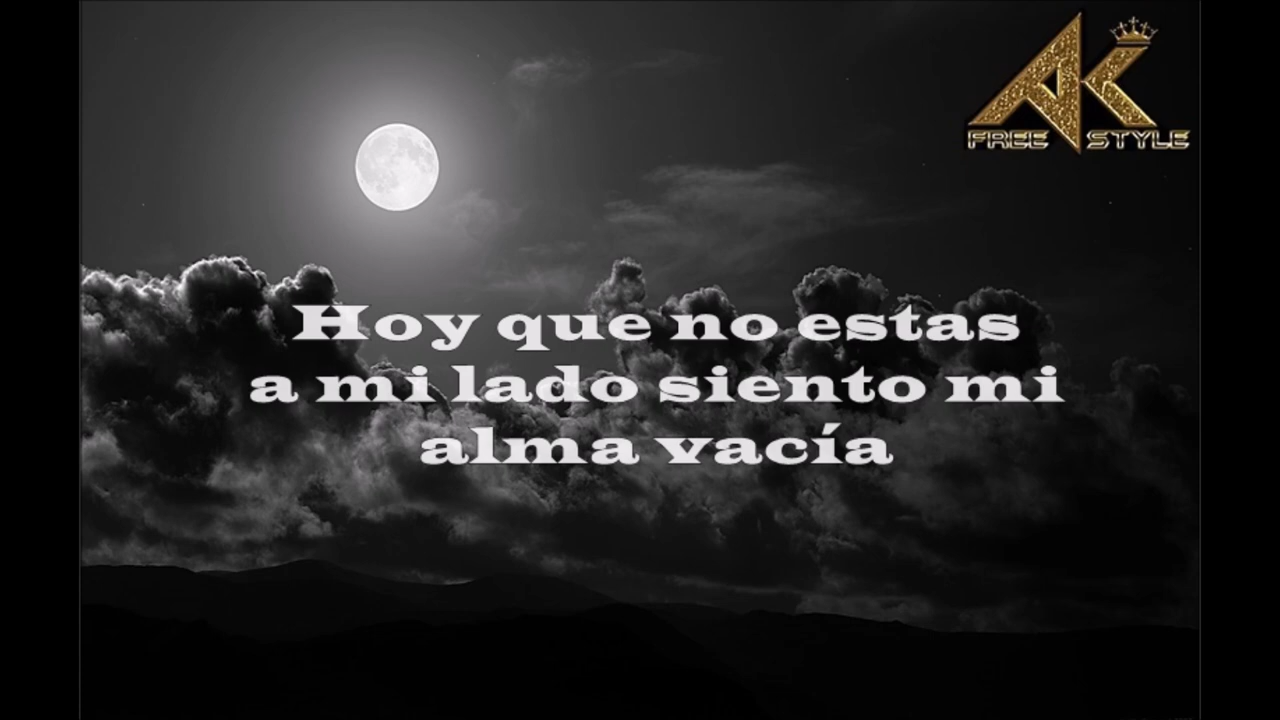 AK
FREE STYLE
Hoy que no estas
a mi lado siento mi
alma vacía